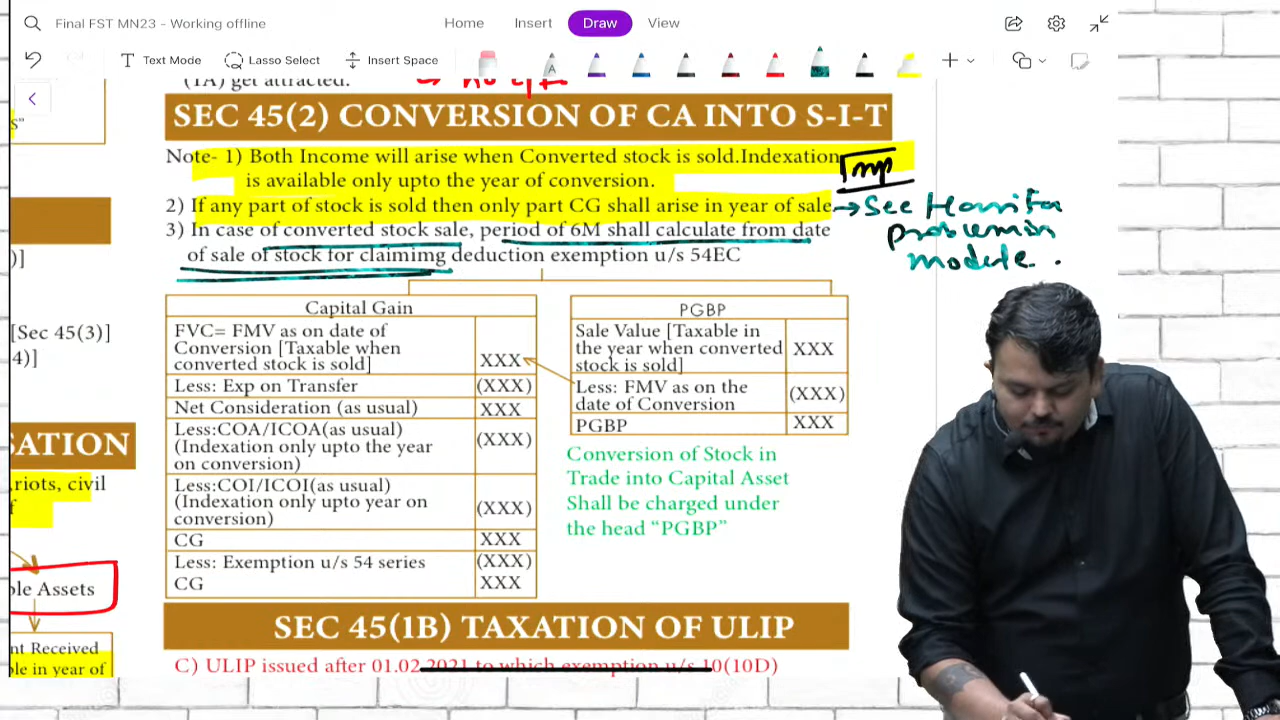 Final FST MN23 - Working offline
Home Insert Draw View
Text Mode
Lasso Select
Insert Space
(TA) get attracted.
SEC 45(2) CONVERSION OF CA INTO S-I-T
Note- 1) Both Income will arise when Converted stock is sold.Indexation
is available only upto the year of conversion.
Imp
2) If any part of stock is sold then only part CG shall arise in year of sale
3) In case of converted stock sale, period of 6M shall calculate from date
of sale of stock for claimimg deduction exemption u/s 54EC
See
problem in
module.
Capital Gain
FVC= FMV as on date of
Conversion [Taxable when
converted stock is sold] XXX
Less: Exp on Transfer (XXX)
Net Consideration (as usual) XXX
Less:COA/ICOA(as usual)
(Indexation only upto the year
on conversion) (XXX)
Less:COI/ICOI(as usual)
(Indexation only upto year on
conversion) (XXX)
CG XXX
Less: Exemption u/s 54 series (XXX)
CG XXX
PGBP
Sale Value [Taxable in
the year when converted
stock is sold] XXX
Less: FMV as on the
date of Conversion (XXX)
PGBP XXX
Conversion of Stock in
Trade into Capital Asset
Shall be charged under
the head “PGBP”
SEC 45(1B) TAXATION OF ULIP
C) ULIP issued after 01.02.2021 to which exemption u/s 10(10D)
S"
)]
[Sec 45(3)]
4)]
SATION
riots, civil
f
ple Assets
nt Received
ble in year of